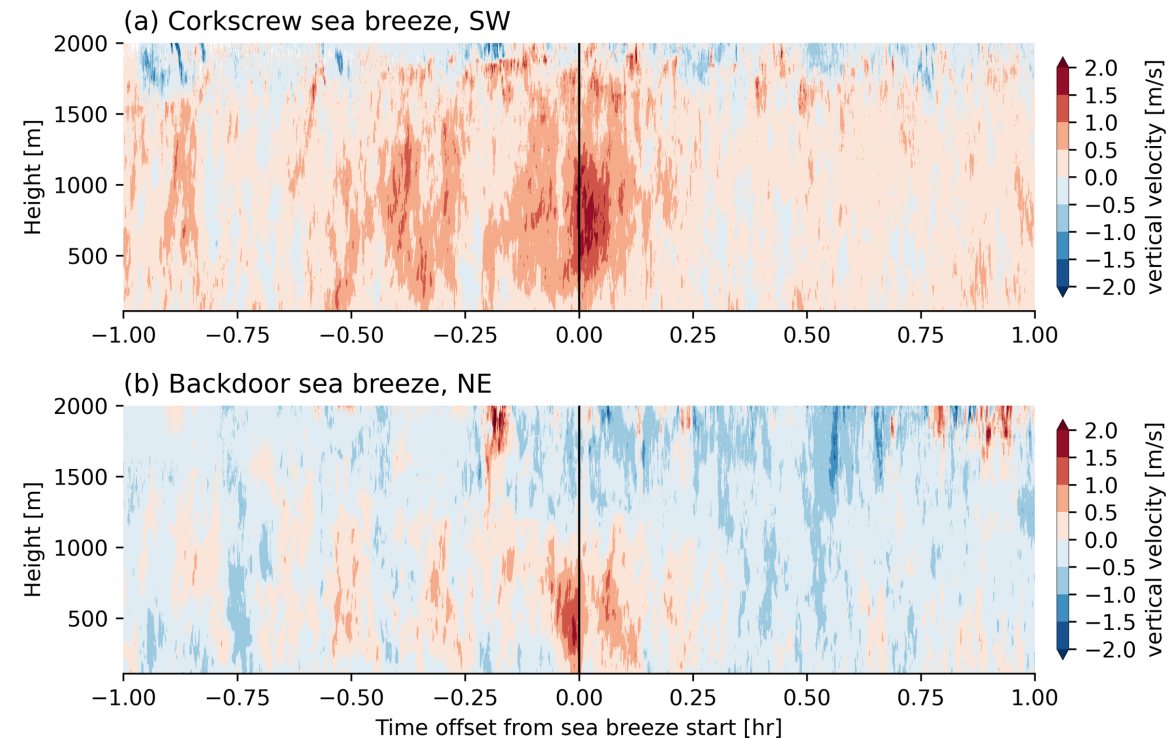 (a) Corkscrew sea breeze, SW
2000
1500
1000
500
Height [m]
−1.00 −0.75 −0.50 −0.25 0.00 0.25 0.50 0.75 1.00
2.0
1.5
1.0
0.5
0.0
−0.5
−1.0
−1.5
−2.0
vertical velocity [m/s]
(b) Backdoor sea breeze, NE
2000
1500
1000
500
Height [m]
−1.00 −0.75 −0.50 −0.25 0.00 0.25 0.50 0.75 1.00
Time offset from sea breeze start [hr]
2.0
1.5
1.0
0.5
0.0
−0.5
−1.0
−1.5
−2.0
vertical velocity [m/s]